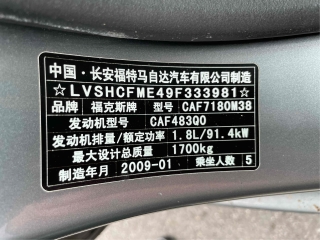 中国·长安福特马自达汽车有限公司制造
☆LVSHCFME49F333981☆
品牌 福克斯牌 型号 CAF7180M38
发动机型号 CAF483Q0
发动机排量/额定功率 1.8L/91.4kw
最大设计总质量 1700kg
制造年月 2009-01 乘坐人数 5